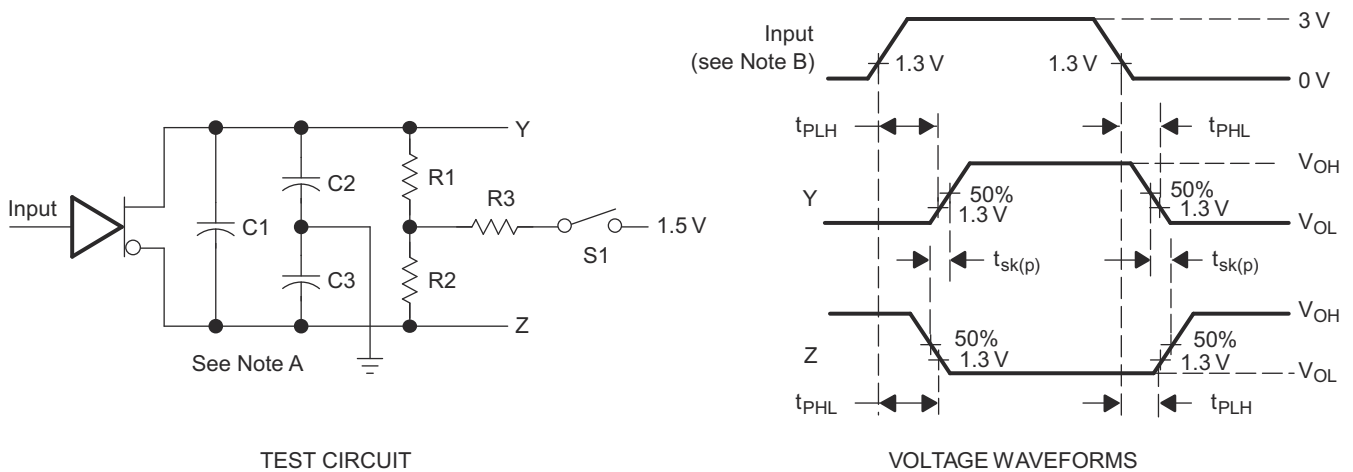 Input
Y
C2
R1
R3
C1
1.5 V
S1
C3
R2
Z
See Note A
TEST CIRCUIT
Input
(see Note B)
3 V
1.3 V
1.3 V
0 V
tPLH
tPHL
VOH
Y
50%
1.3 V
50%
1.3 V
VOL
tsk(p)
tsk(p)
VOH
Z
50%
1.3 V
50%
1.3 V
VOL
tPHL
tPLH
VOLTAGE WAVEFORMS